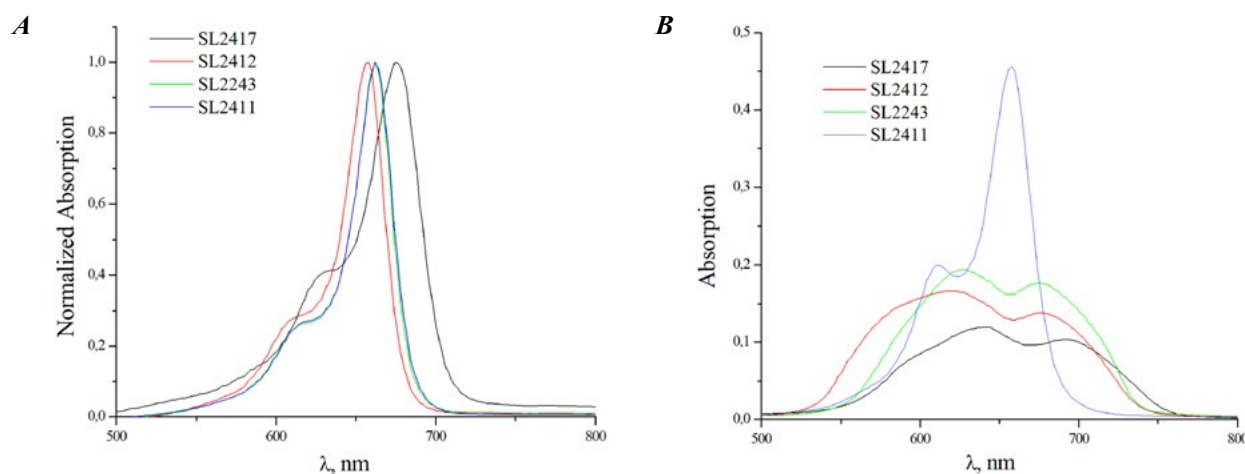 A
SL2417
SL2412
SL2243
SL2411
1,0
0,8
0,6
0,4
0,2
0,0
Normalized Absorption
500
600
700
800
λ, nm
B
SL2417
SL2412
SL2243
SL2411
0,5
0,4
0,3
0,2
0,1
0,0
Absorption
500
600
700
800
λ, nm